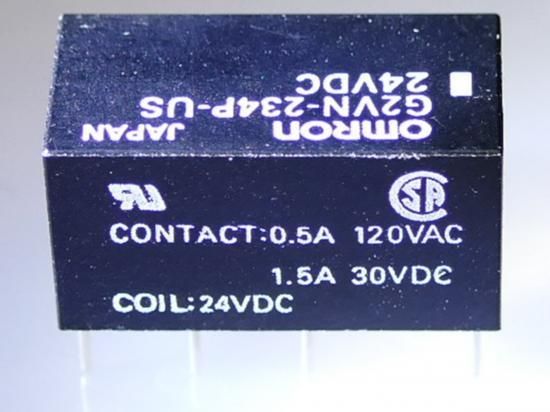 OMRON JAPAN
G2VN-234P-US
24VDC
CONTACT:0.5A 120VAC
1.5A 30VDC
COIL:24VDC